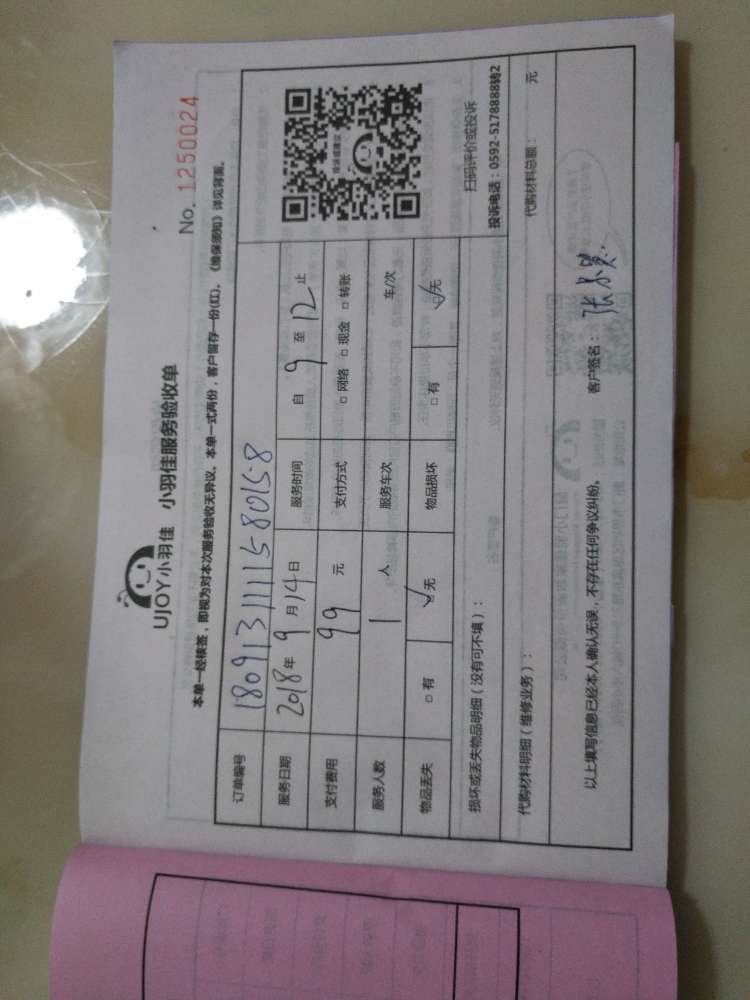 UJOY小羽佳 小羽佳服务验收单
No. 1250024
本单一经核签，即视为对本次服务验收无异议。本单一式两份，客户留存一份(红)。《维保须知》详见背面。
订单编号 1809131111580158
服务日期 2018年9月14日 服务时间 自9至12止
支付费用 99元 支付方式 □网络 □现金 □转账
服务人数 1人 服务车次 车/次
物品丢失 □有 □无 物品损坏 □有 □无
扫码评价或投诉
投诉电话：0592-5178888转2
损坏或丢失物品明细（没有可不填）：
代购材料明细（维修业务）： 代购材料总额： 元
以上填写信息已经本人确认无误，不存在任何争议纠纷。 客户签名：